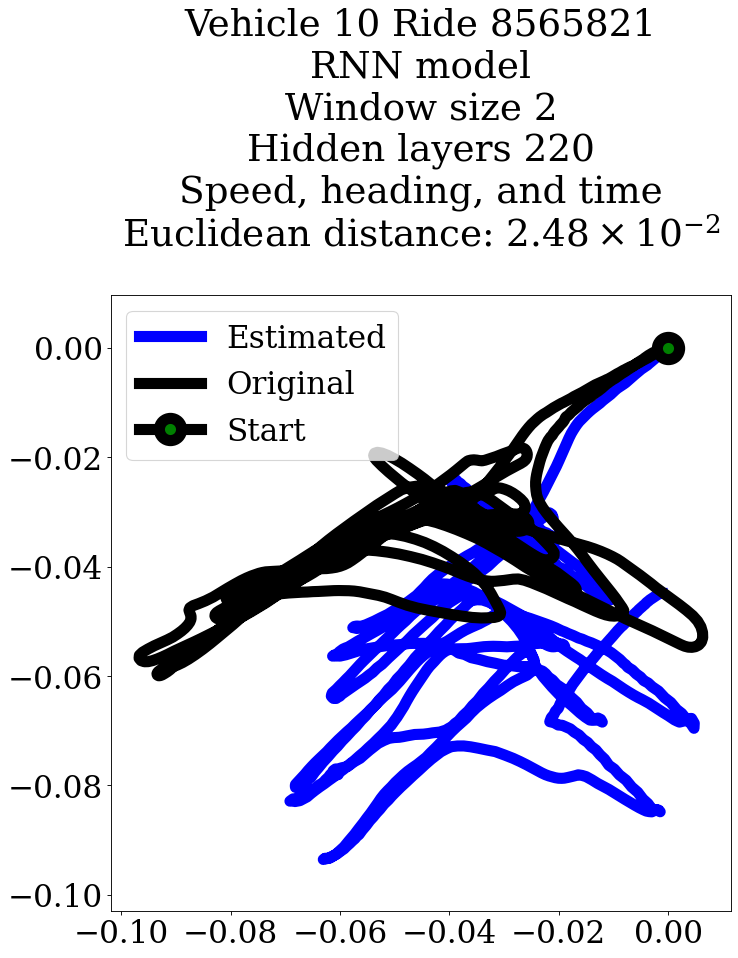 Vehicle 10 Ride 8565821
RNN model
Window size 2
Hidden layers 220
Speed, heading, and time
Euclidean distance: 2.48 × 10⁻²
Estimated
Original
Start
0.00
−0.02
−0.04
−0.06
−0.08
−0.10
−0.10 −0.08 −0.06 −0.04 −0.02 0.00